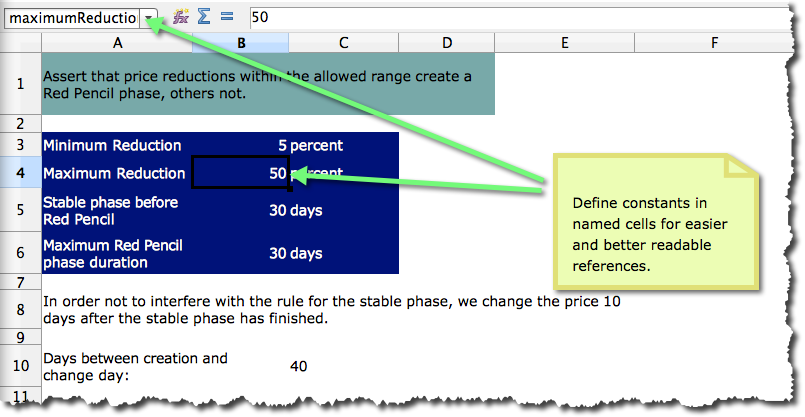 maximumReductio
50
A B C D E F
1 Assert that price reductions within the allowed range create a
Red Pencil phase, others not.
2
3 Minimum Reduction 5 percent
4 Maximum Reduction 50 percent
5 Stable phase before
Red Pencil 30 days
6 Maximum Red Pencil
phase duration 30 days
7
8 In order not to interfere with the rule for the stable phase, we change the price 10
days after the stable phase has finished.
9
10 Days between creation and
change day: 40
11
Define constants in
named cells for easier
and better readable
references.